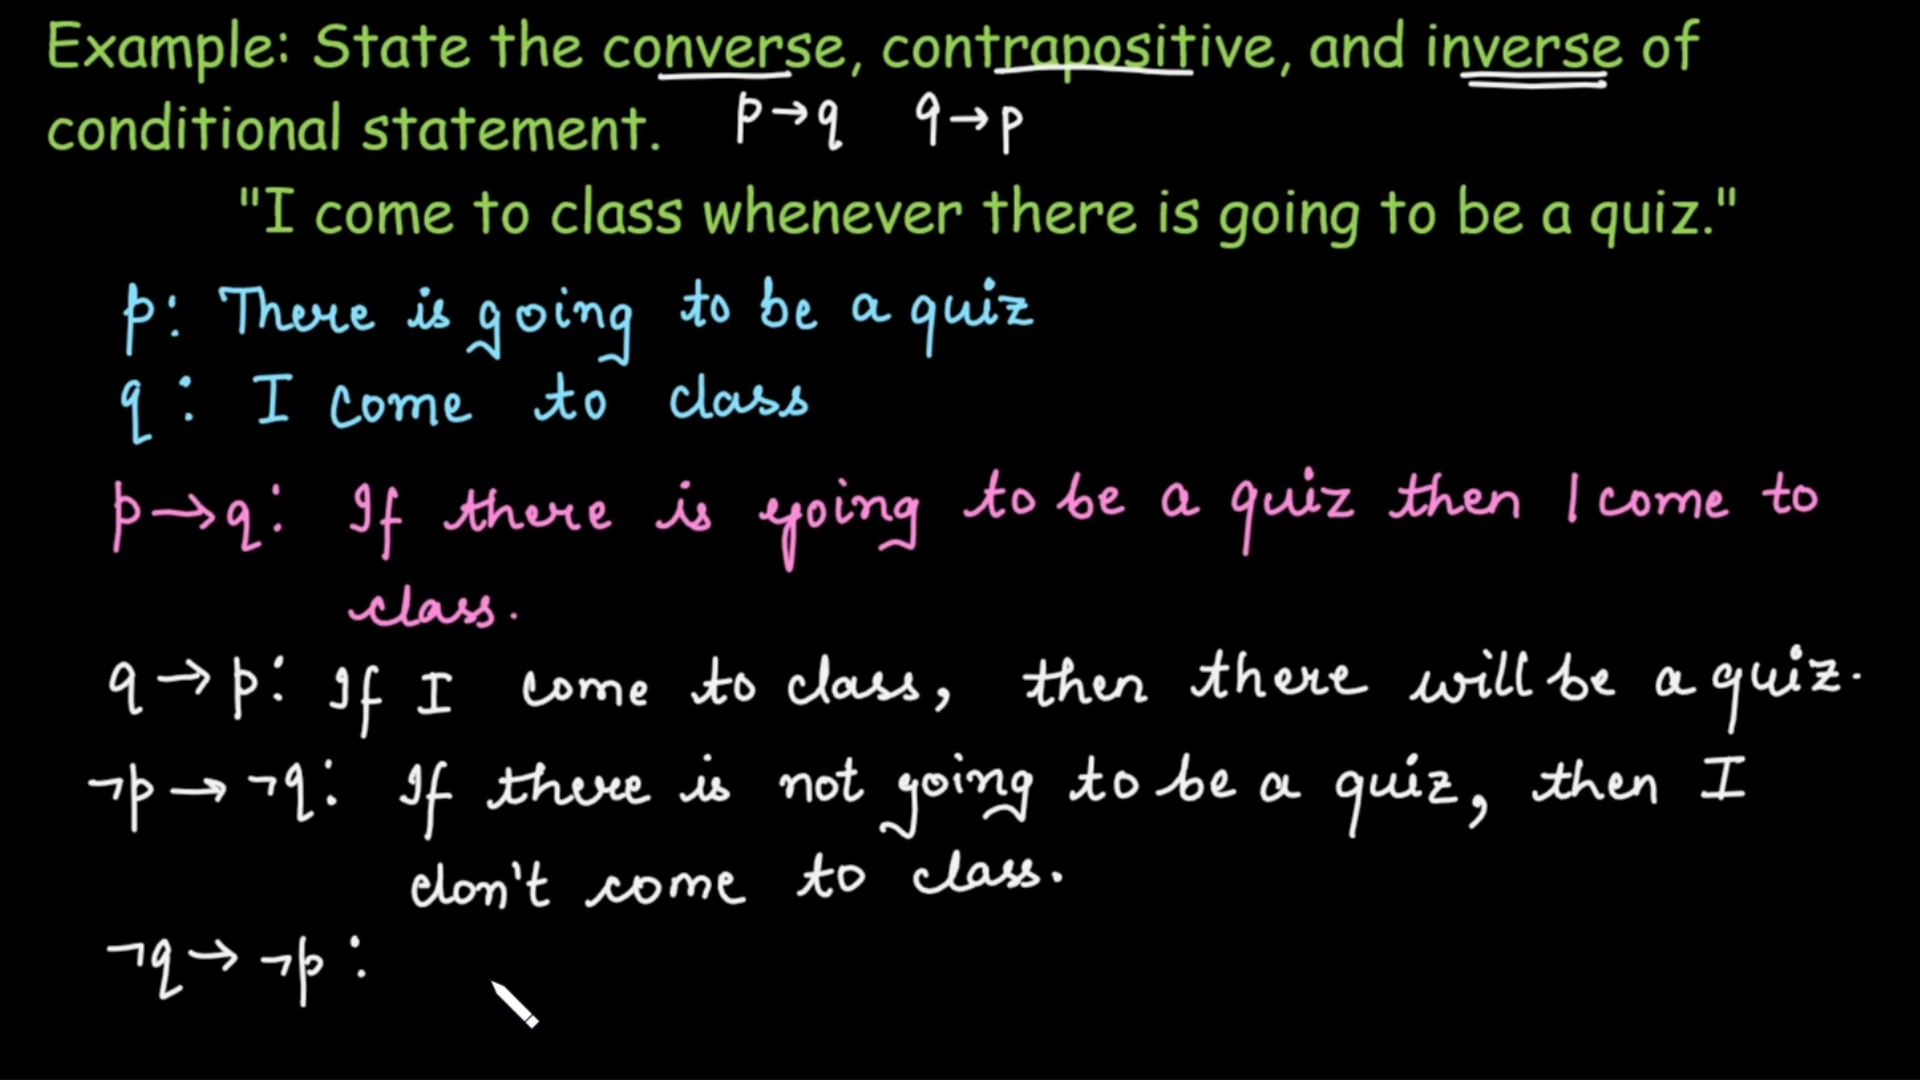 Example: State the converse, contrapositive, and inverse of
conditional statement. p→q q→p
"I come to class whenever there is going to be a quiz."
p: There is going to be a quiz
q: I come to class
p→q: If there is going to be a quiz then I come to
class.
q→p: If I come to class, then there will be a quiz.
¬p→¬q: If there is not going to be a quiz, then I
don't come to class.
¬q→¬p: